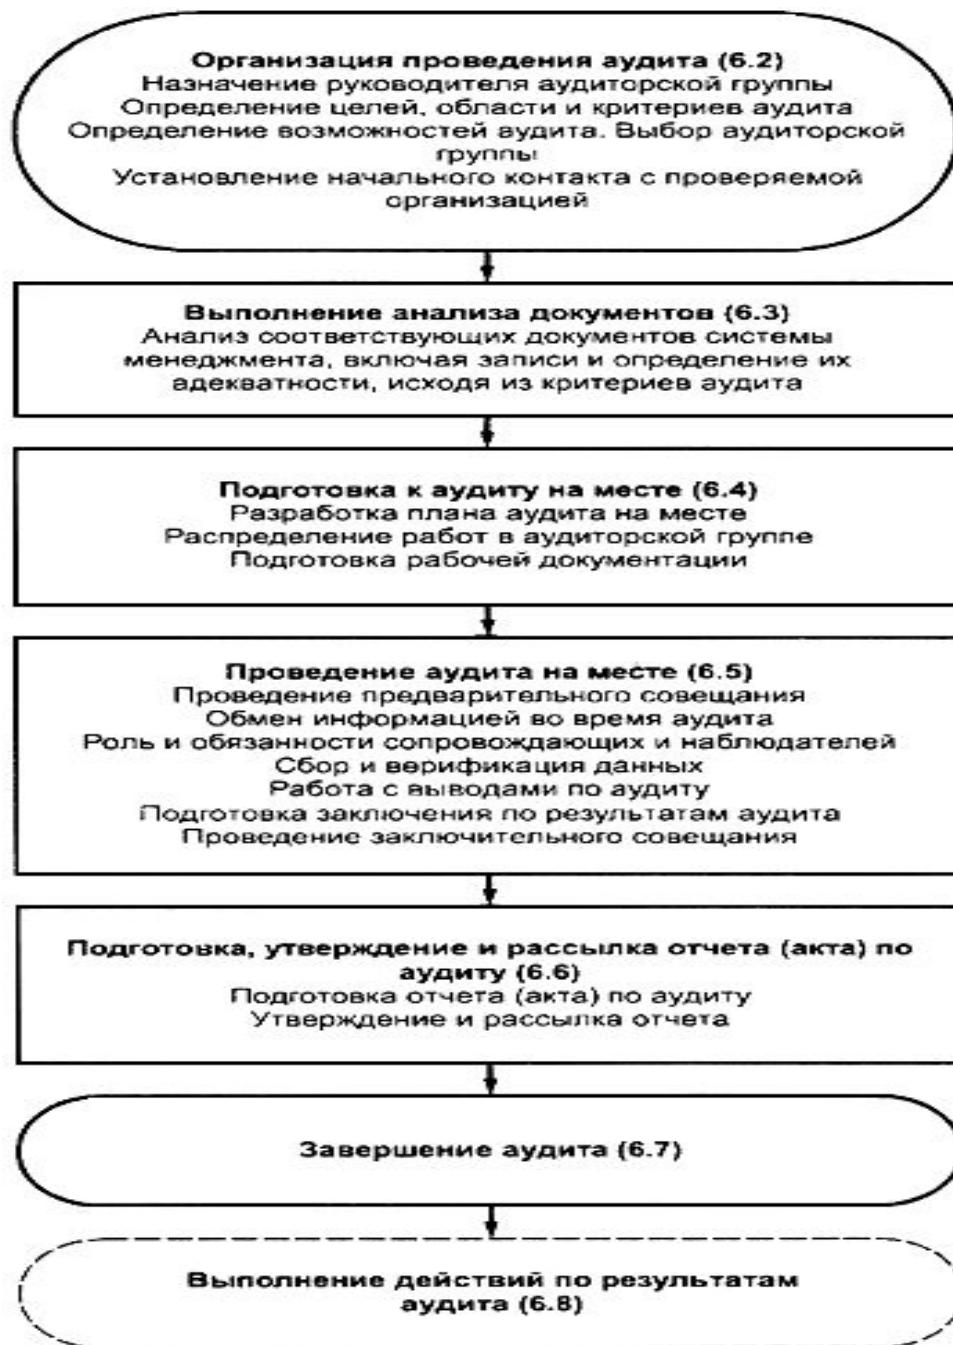 Организация проведения аудита (6.2)
Назначение руководителя аудиторской группы
Определение целей, области и критериев аудита
Определение возможностей аудита. Выбор аудиторской
группы
Установление начального контакта с проверяемой
организацией
Выполнение анализа документов (6.3)
Анализ соответствующих документов системы
менеджмента, включая записи и определение их
адекватности, исходя из критериев аудита
Подготовка к аудиту на месте (6.4)
Разработка плана аудита на месте
Распределение работ в аудиторской группе
Подготовка рабочей документации
Проведение аудита на месте (6.5)
Проведение предварительного совещания
Обмен информацией во время аудита
Роль и обязанности сопровождающих и наблюдателей
Сбор и верификация данных
Работа с выводами по аудиту
Подготовка заключения по результатам аудита
Проведение заключительного совещания
Подготовка, утверждение и рассылка отчета (акта) по
аудиту (6.6)
Подготовка отчета (акта) по аудиту
Утверждение и рассылка отчета
Завершение аудита (6.7)
Выполнение действий по результатам
аудита (6.8)